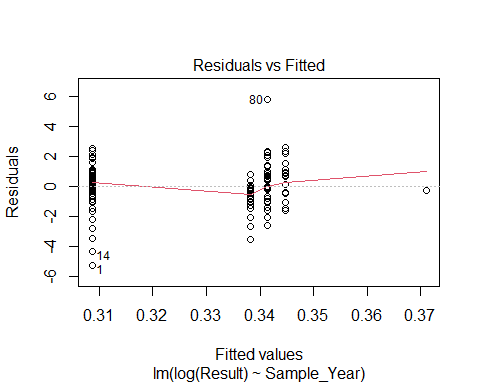 Residuals vs Fitted
Residuals
6
4
2
0
-2
-4
-6
80
14
1
0.31 0.32 0.33 0.34 0.35 0.36 0.37
Fitted values
lm(log(Result) ~ Sample_Year)